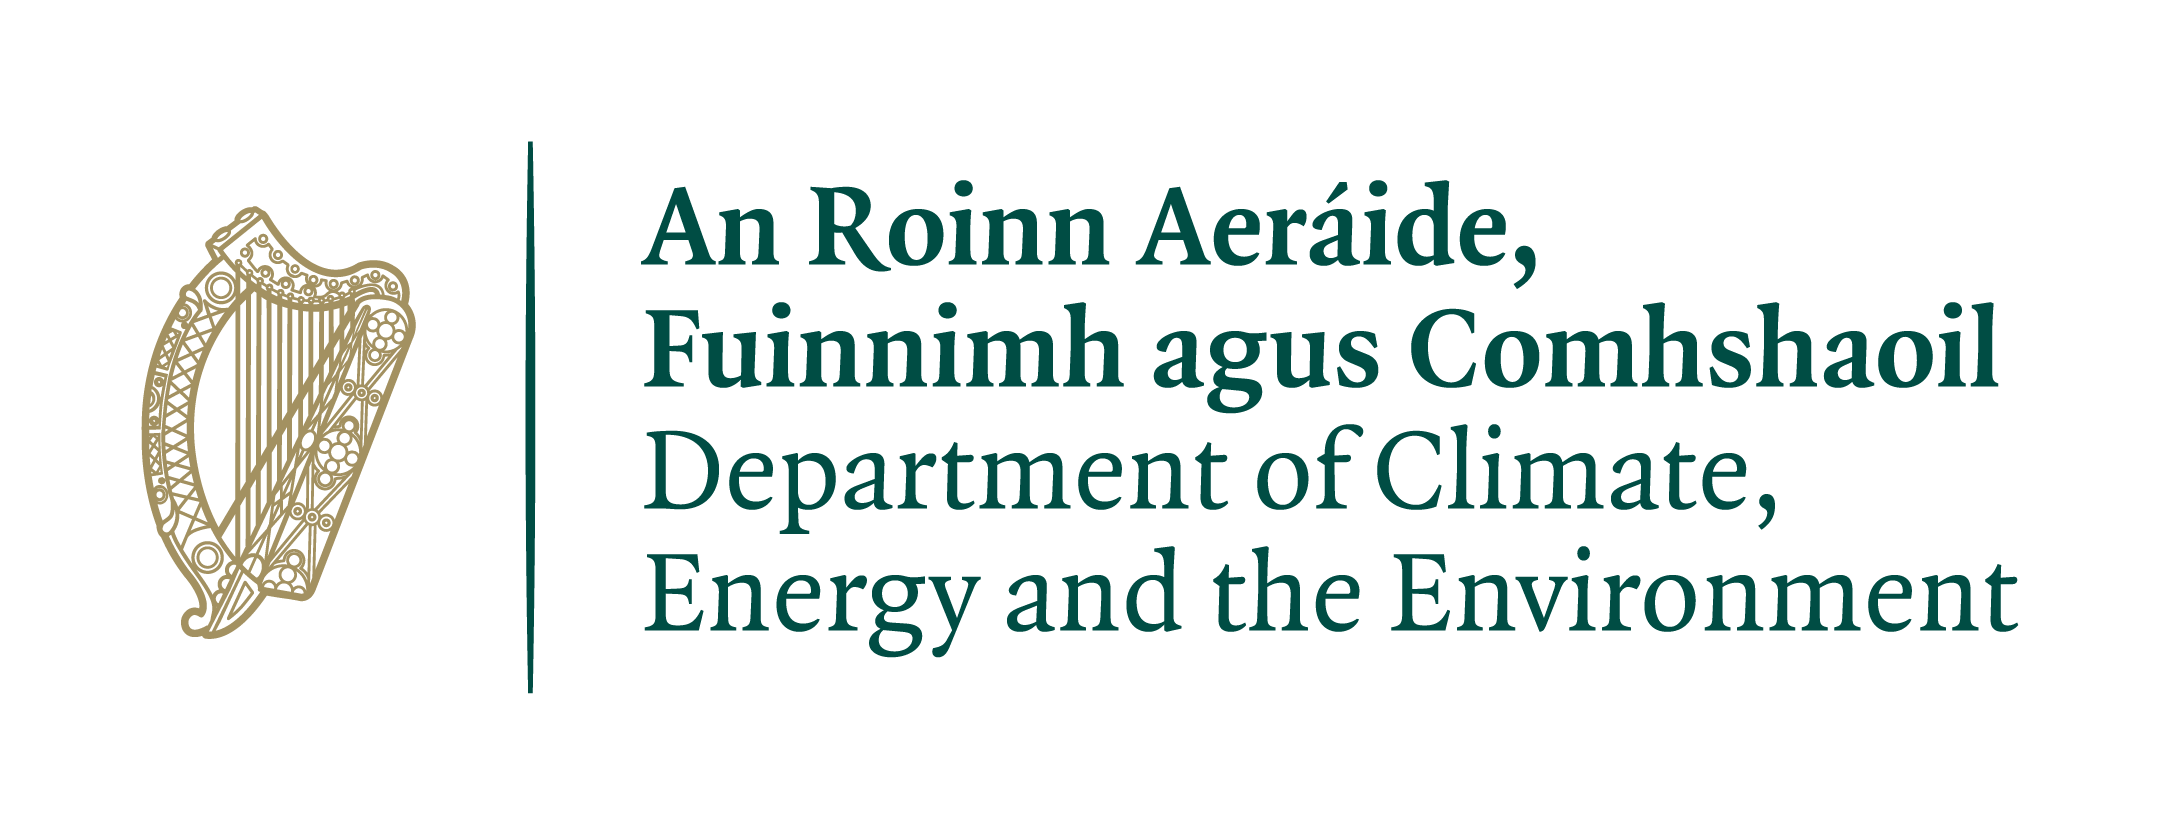 An Roinn Aeráide,
Fuinnimh agus Comhshaoil
Department of Climate,
Energy and the Environment